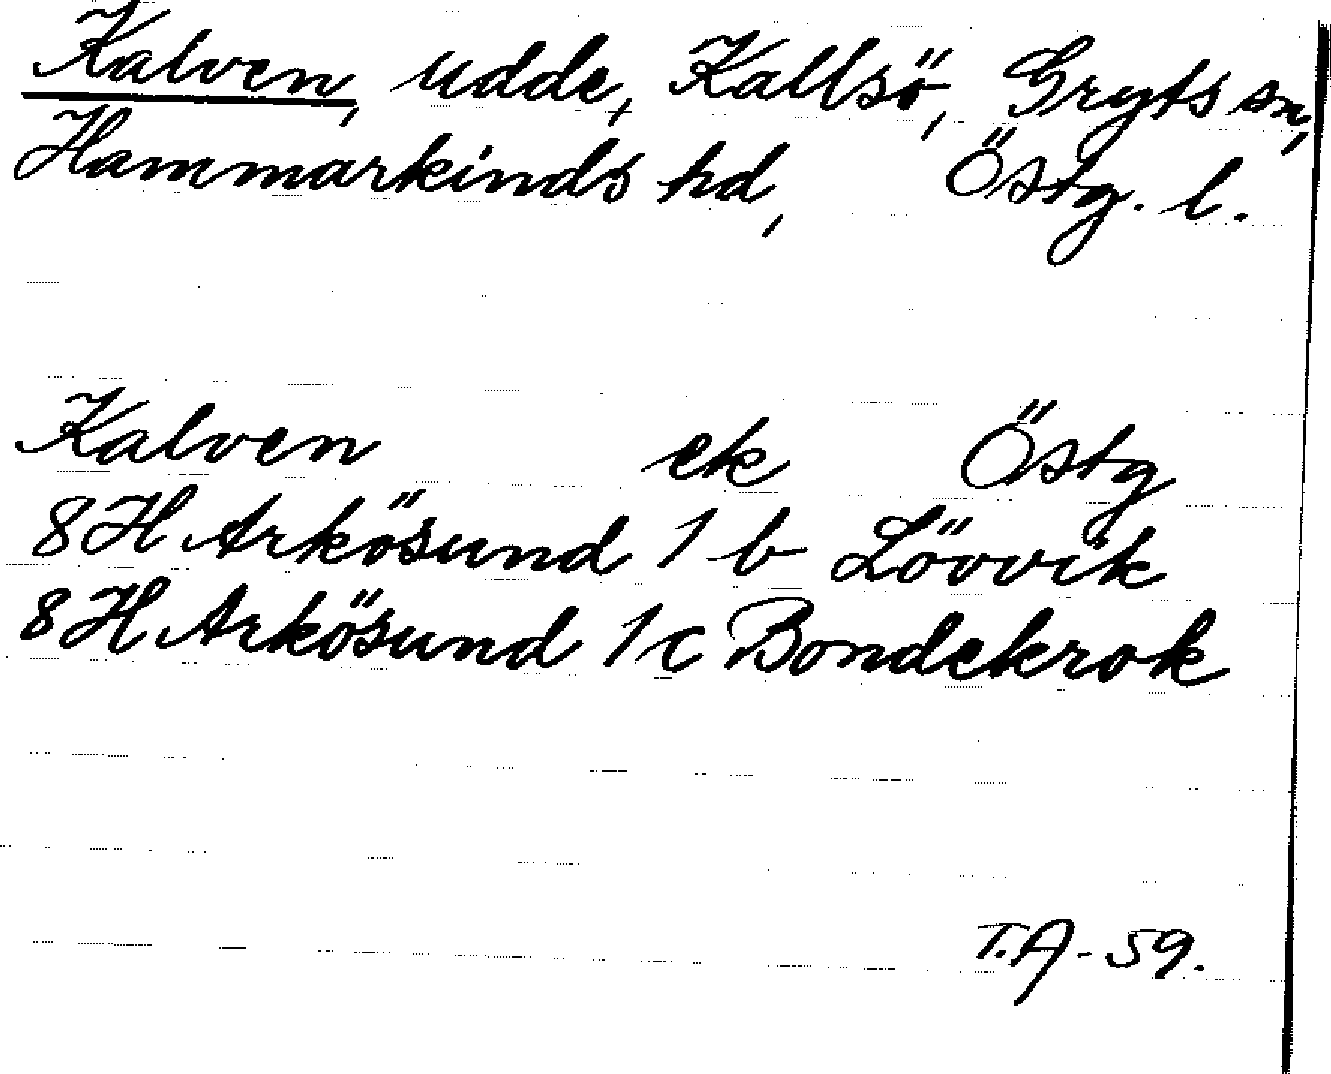 Kalven, udde, Kallsö, Gryts sn,
Hammarkinds hd, Östg. l.
Kalven ek Östg
8H Arkösund 1 b Lövvik
8H Arkösund 1c Bondekrok
T.A-59.